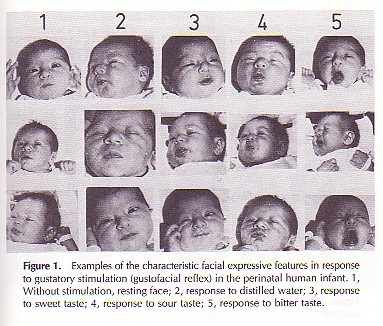 1 2 3 4 5
Figure 1. Examples of the characteristic facial expressive features in response
to gustatory stimulation (gustofacial reflex) in the perinatal human infant. 1,
Without stimulation, resting face; 2, response to distilled water; 3, response
to sweet taste; 4, response to sour taste; 5, response to bitter taste.